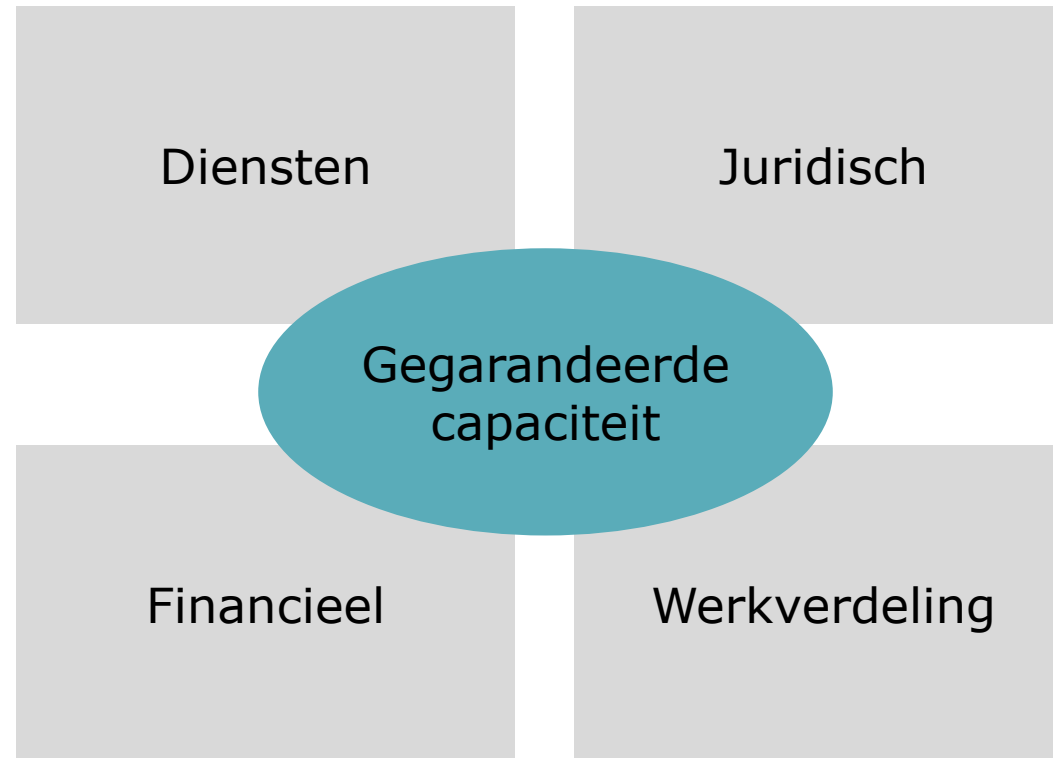 Diensten
Juridisch
Gegarandeerde
capaciteit
Financieel
Werkverdeling